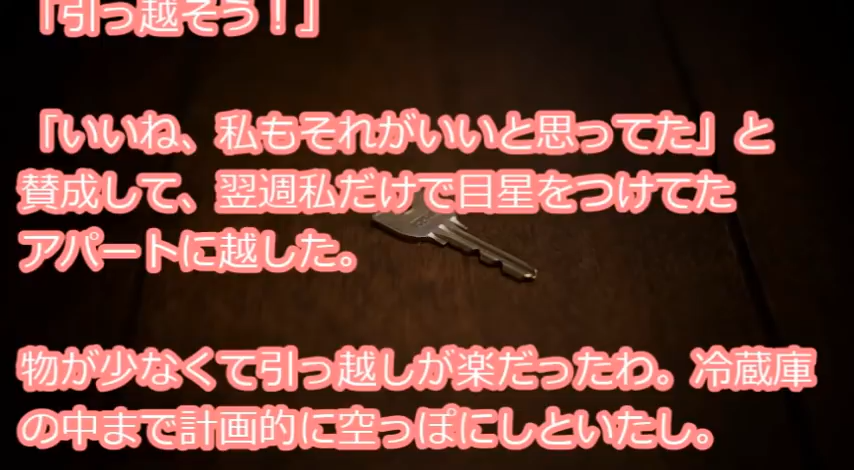 「引っ越そう！」
「いいね、私もそれがいいと思ってた」と
賛成して、翌週私だけで目星をつけてた
アパートに越した。
物が少なくて引っ越しが楽だったわ。冷蔵庫
の中まで計画的に空っぽにしといたし。